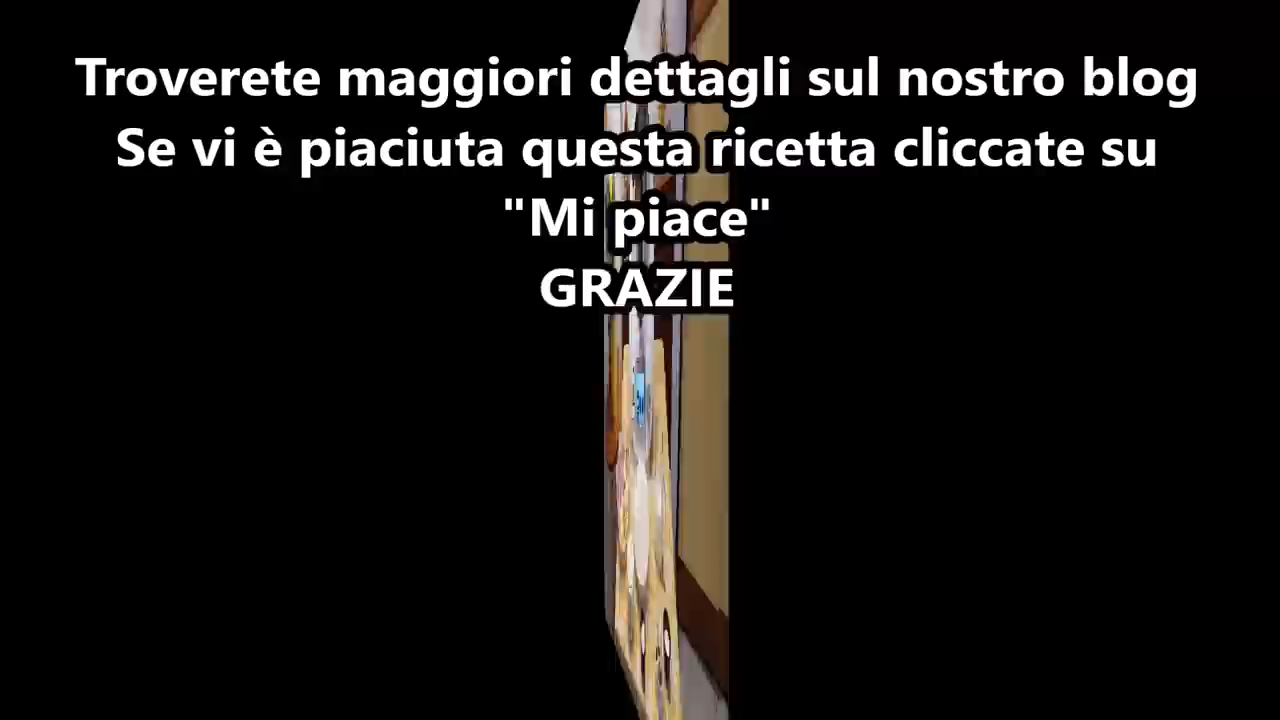 Troverete maggiori dettagli sul nostro blog
Se vi è piaciuta questa ricetta cliccate su
"Mi piace"
GRAZIE